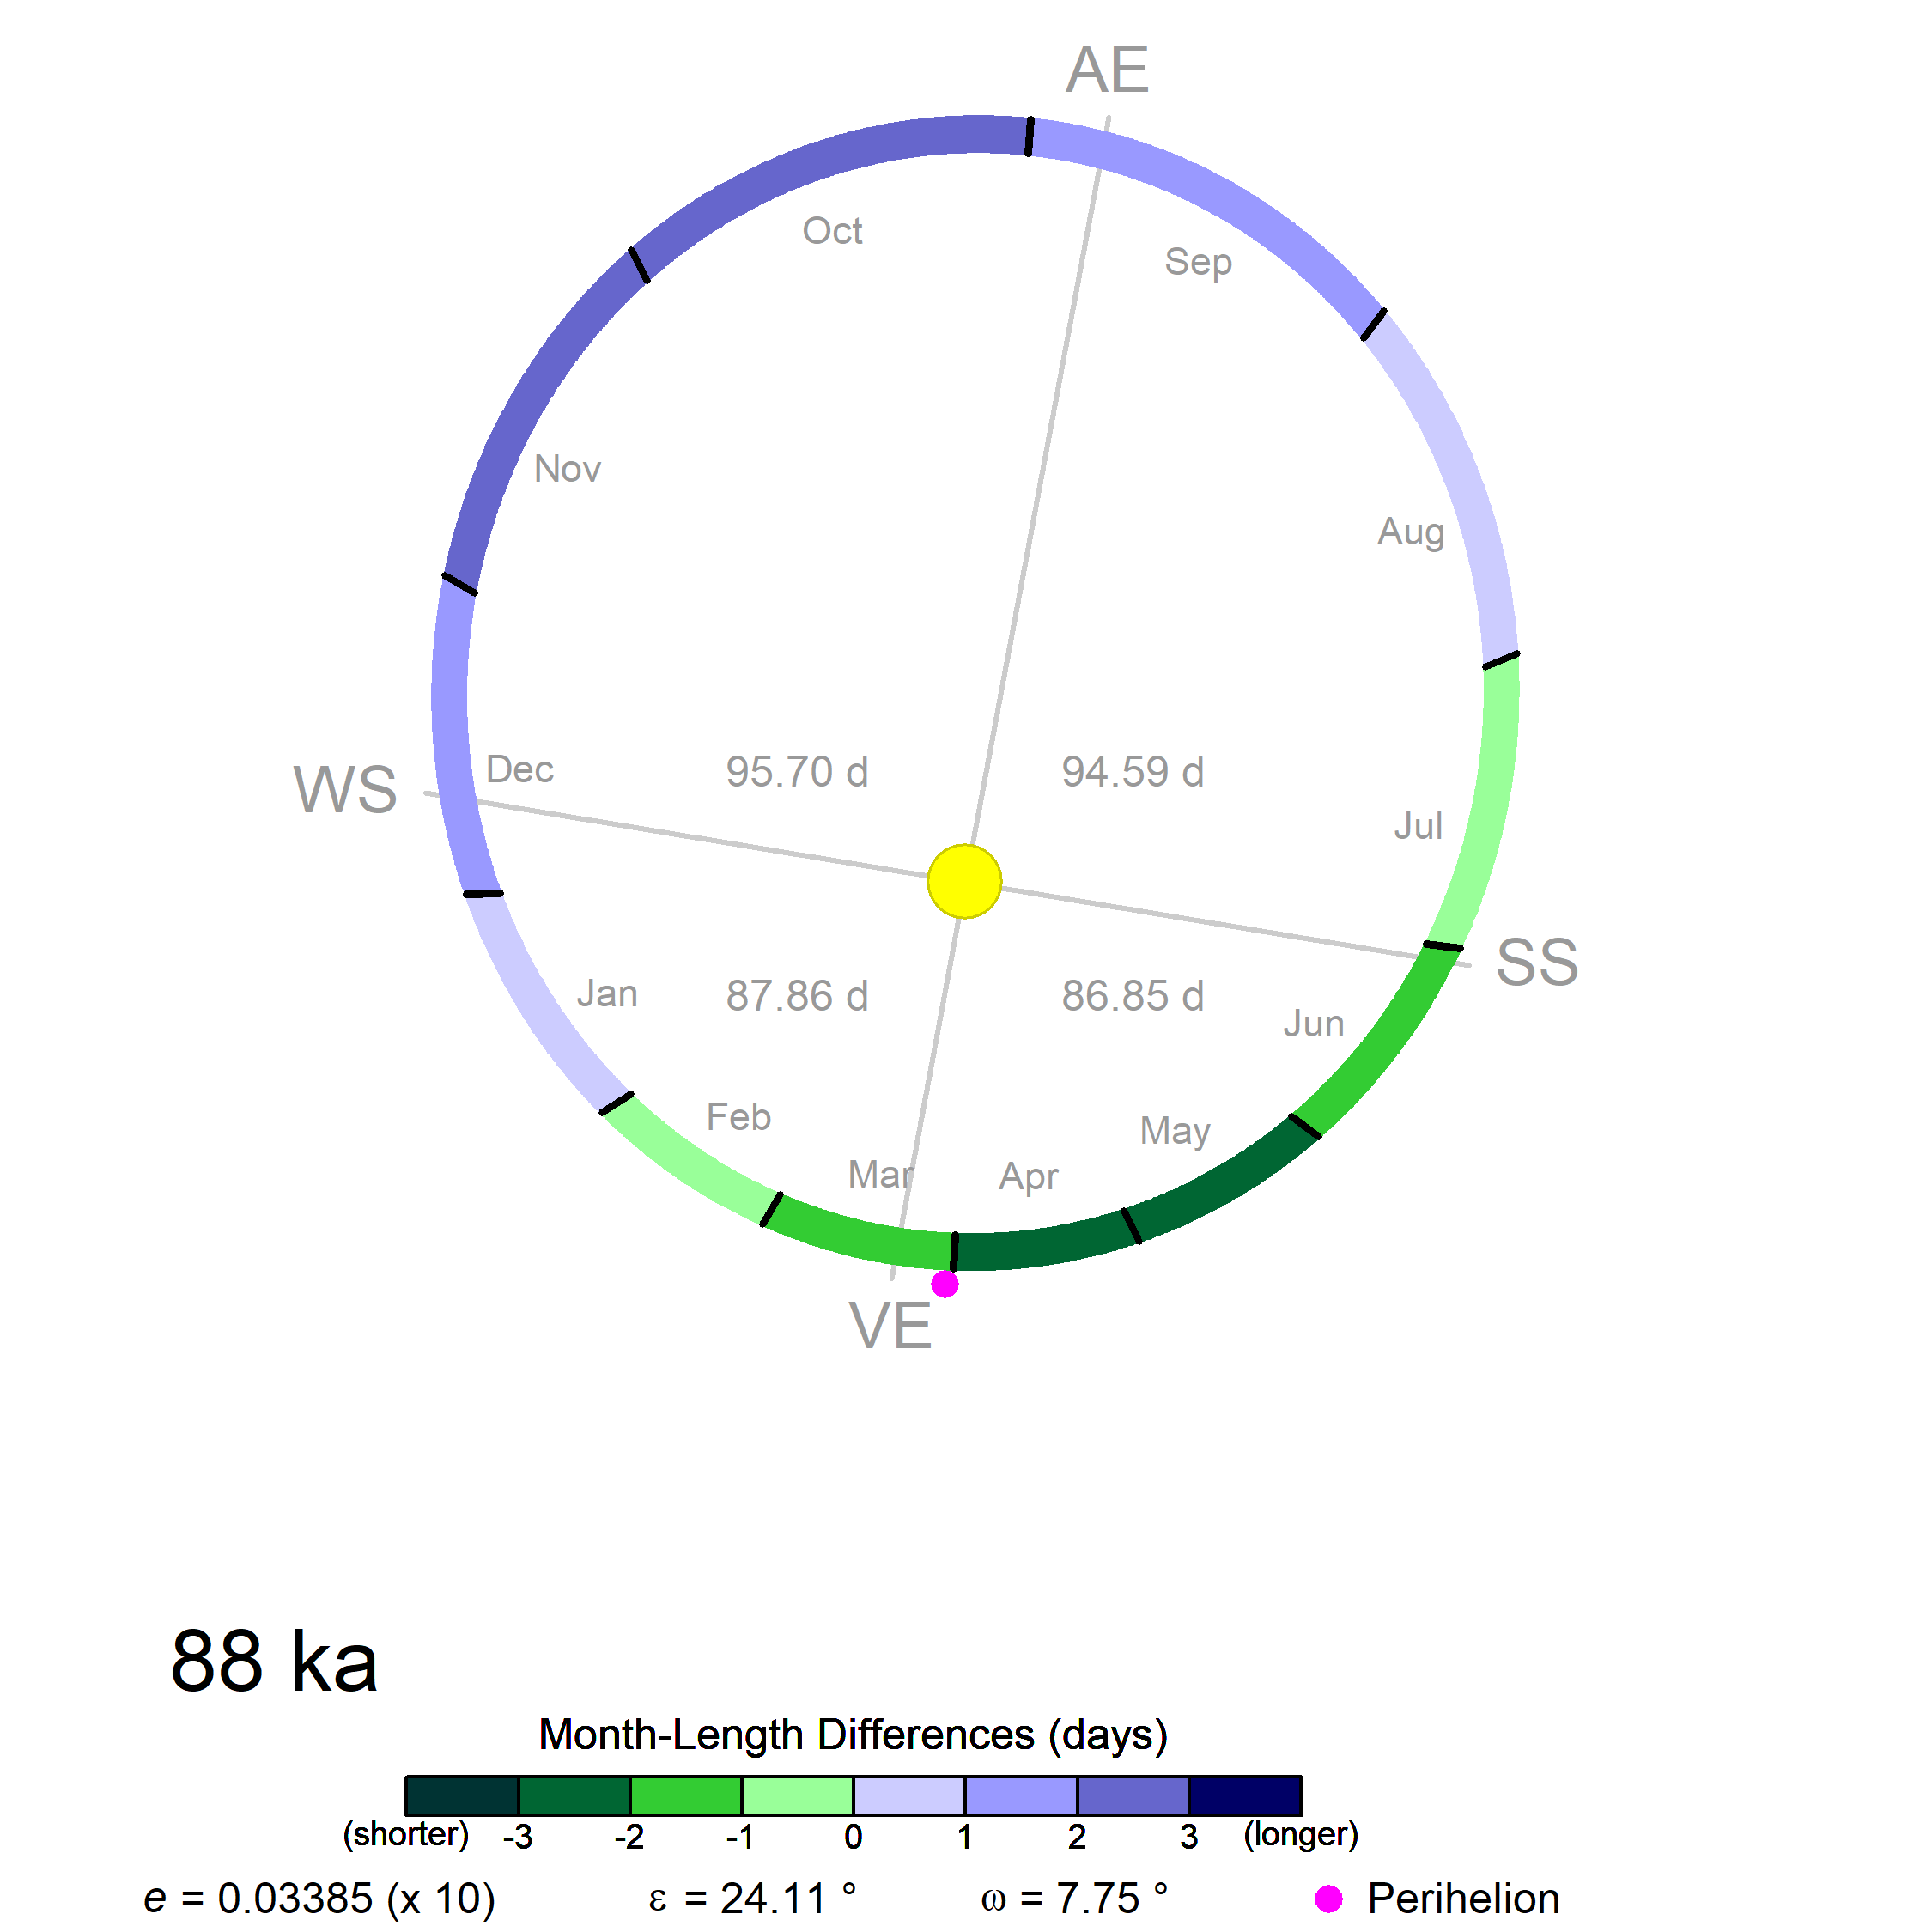 AE
Oct
Sep
Nov
Aug
WS
Dec
95.70 d
94.59 d
Jul
SS
Jan
87.86 d
86.85 d
Jun
Feb
May
Mar
Apr
VE
88 ka
Month-Length Differences (days)
(shorter) -3 -2 -1 0 1 2 3 (longer)
e = 0.03385 (x 10) ε = 24.11 ° ω = 7.75 ° Perihelion